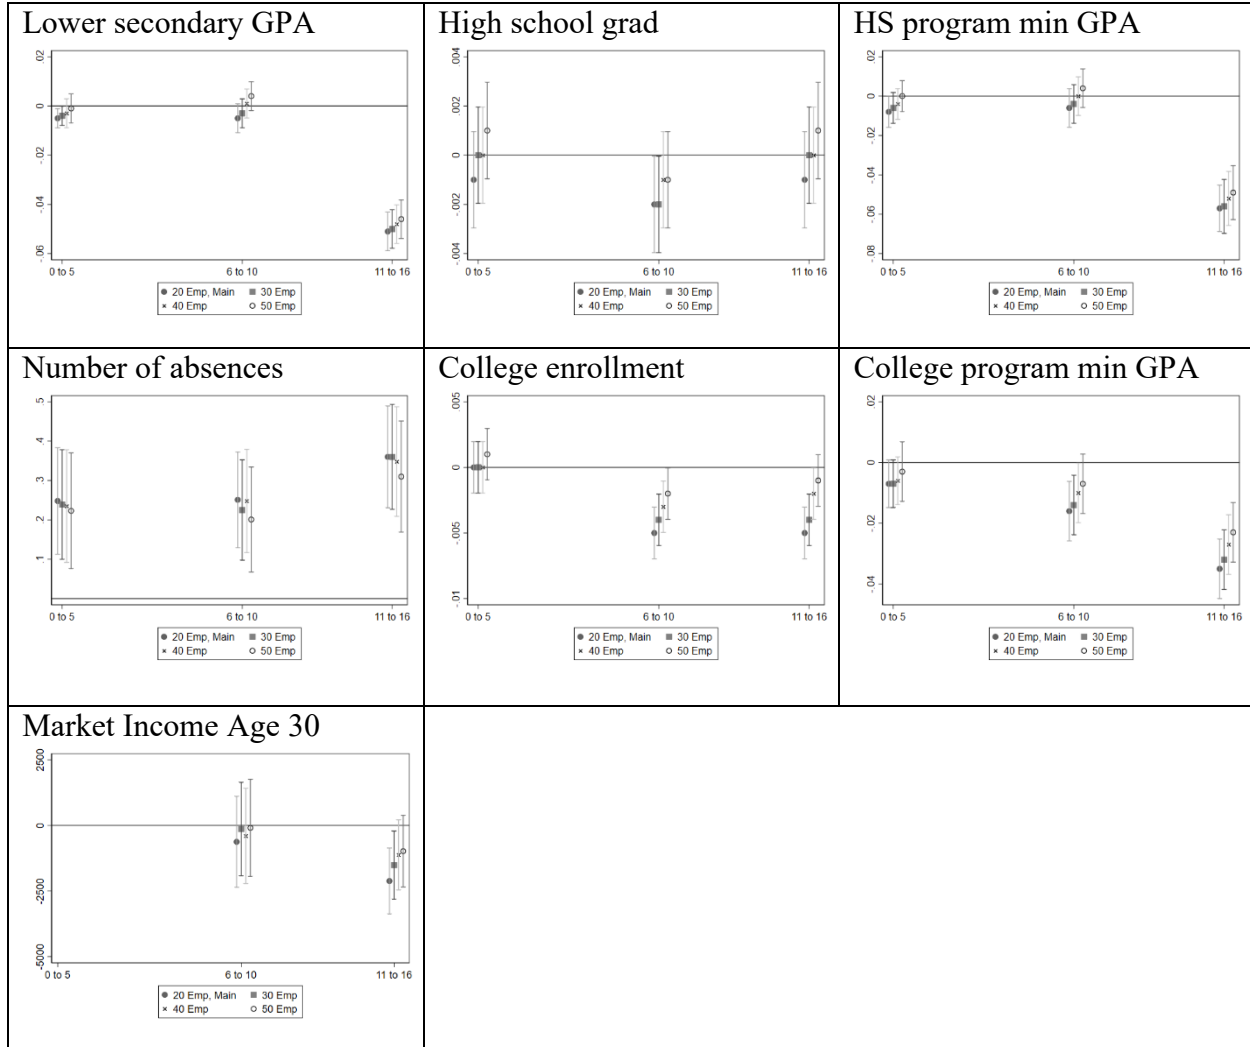 Lower secondary GPA
.02
0
-.02
-.04
-.06
0 to 5
6 to 10
11 to 16
20 Emp, Main
30 Emp
40 Emp
50 Emp
High school grad
.004
.002
0
-.002
-.004
0 to 5
6 to 10
11 to 16
20 Emp, Main
30 Emp
40 Emp
50 Emp
HS program min GPA
.02
0
-.02
-.04
-.06
-.08
0 to 5
6 to 10
11 to 16
20 Emp, Main
30 Emp
40 Emp
50 Emp
Number of absences
.5
.4
.3
.2
.1
0 to 5
6 to 10
11 to 16
20 Emp, Main
30 Emp
40 Emp
50 Emp
College enrollment
.005
0
-.005
-.01
0 to 5
6 to 10
11 to 16
20 Emp, Main
30 Emp
40 Emp
50 Emp
College program min GPA
.02
0
-.02
-.04
0 to 5
6 to 10
11 to 16
20 Emp, Main
30 Emp
40 Emp
50 Emp
Market Income Age 30
2500
0
-2500
-5000
0 to 5
6 to 10
11 to 16
20 Emp, Main
30 Emp
40 Emp
50 Emp